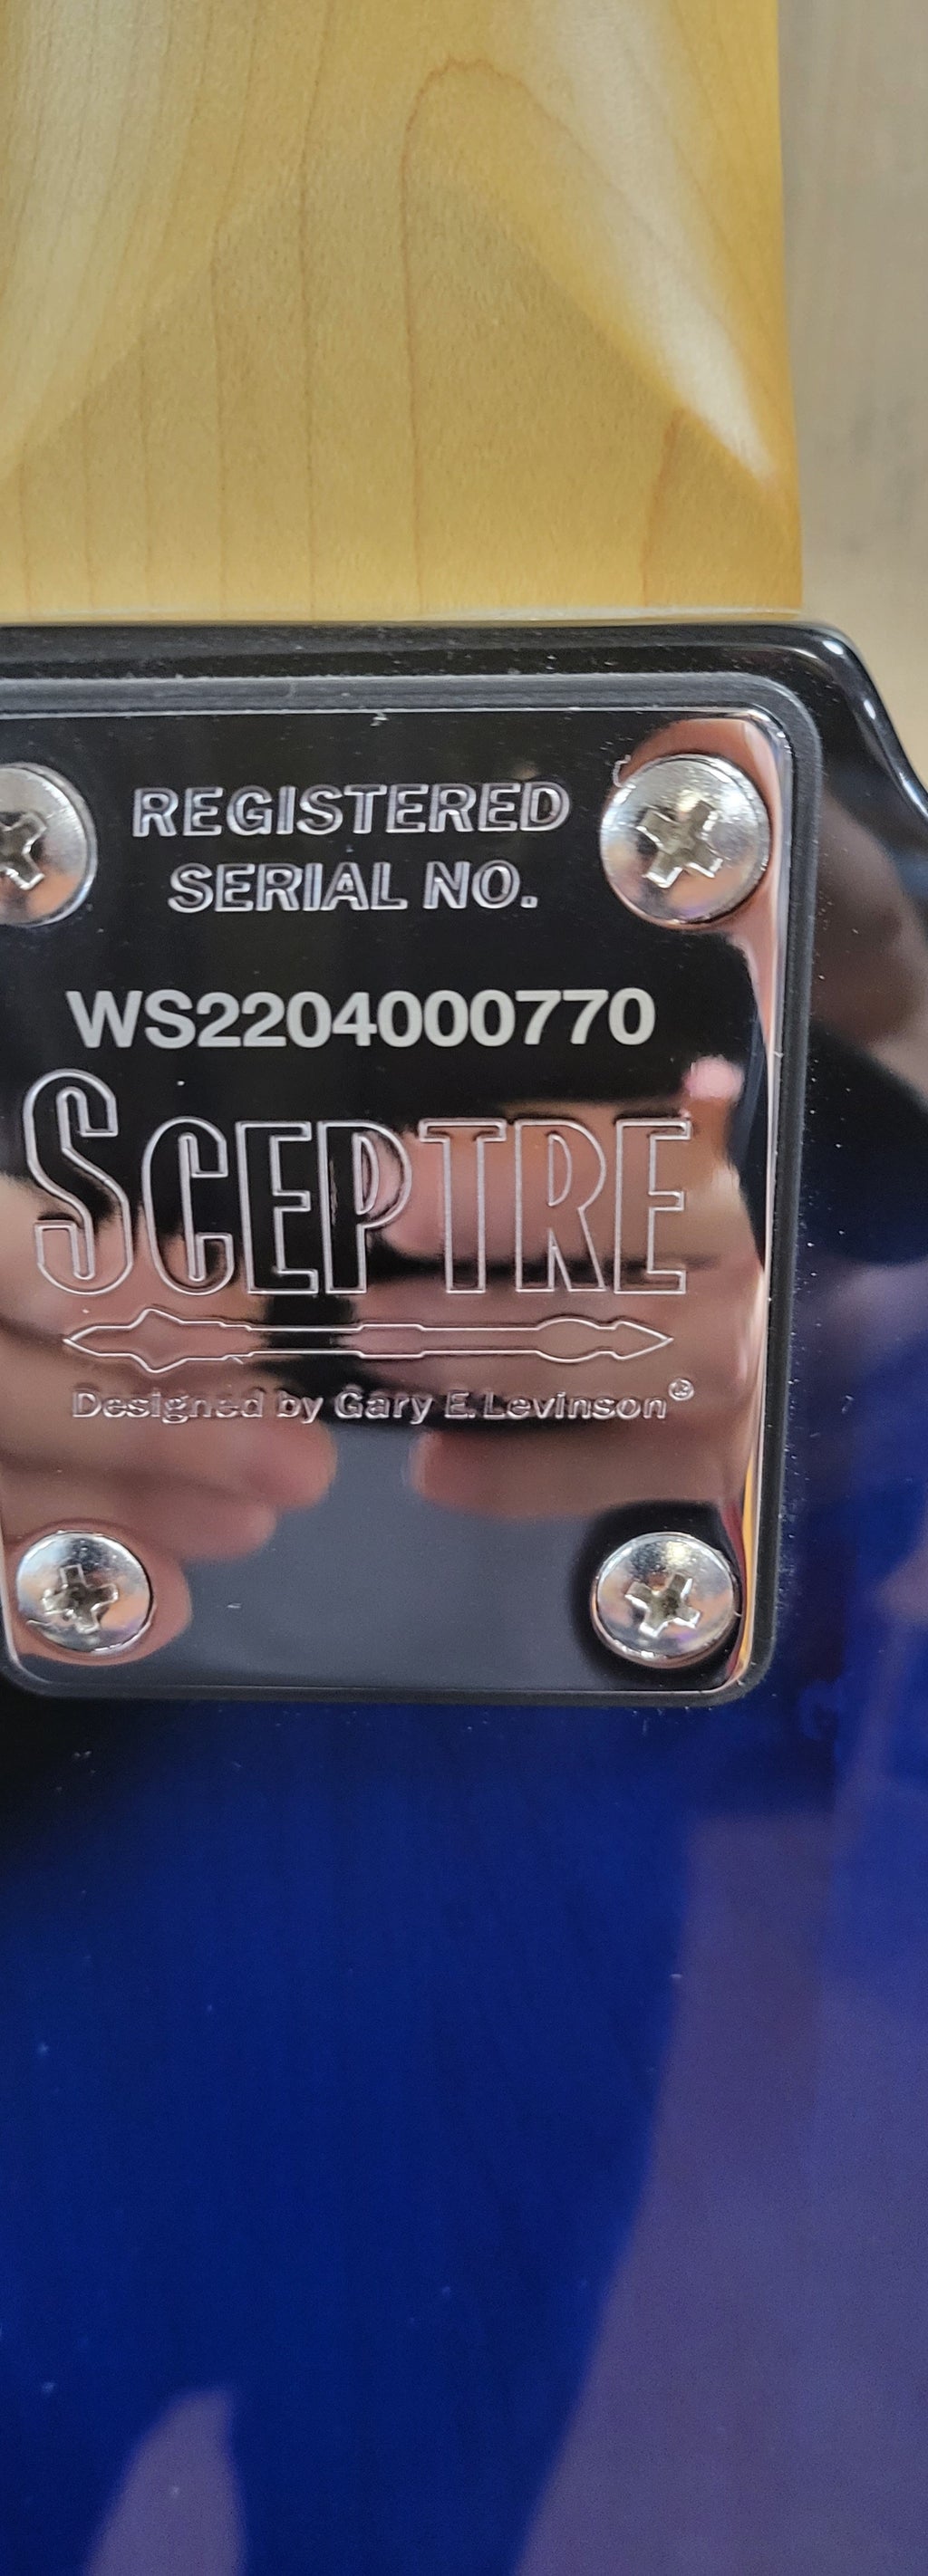 REGISTERED
SERIAL NO.
WS2204000770
SCEPTRE
Designed by Gary E. Levinson®